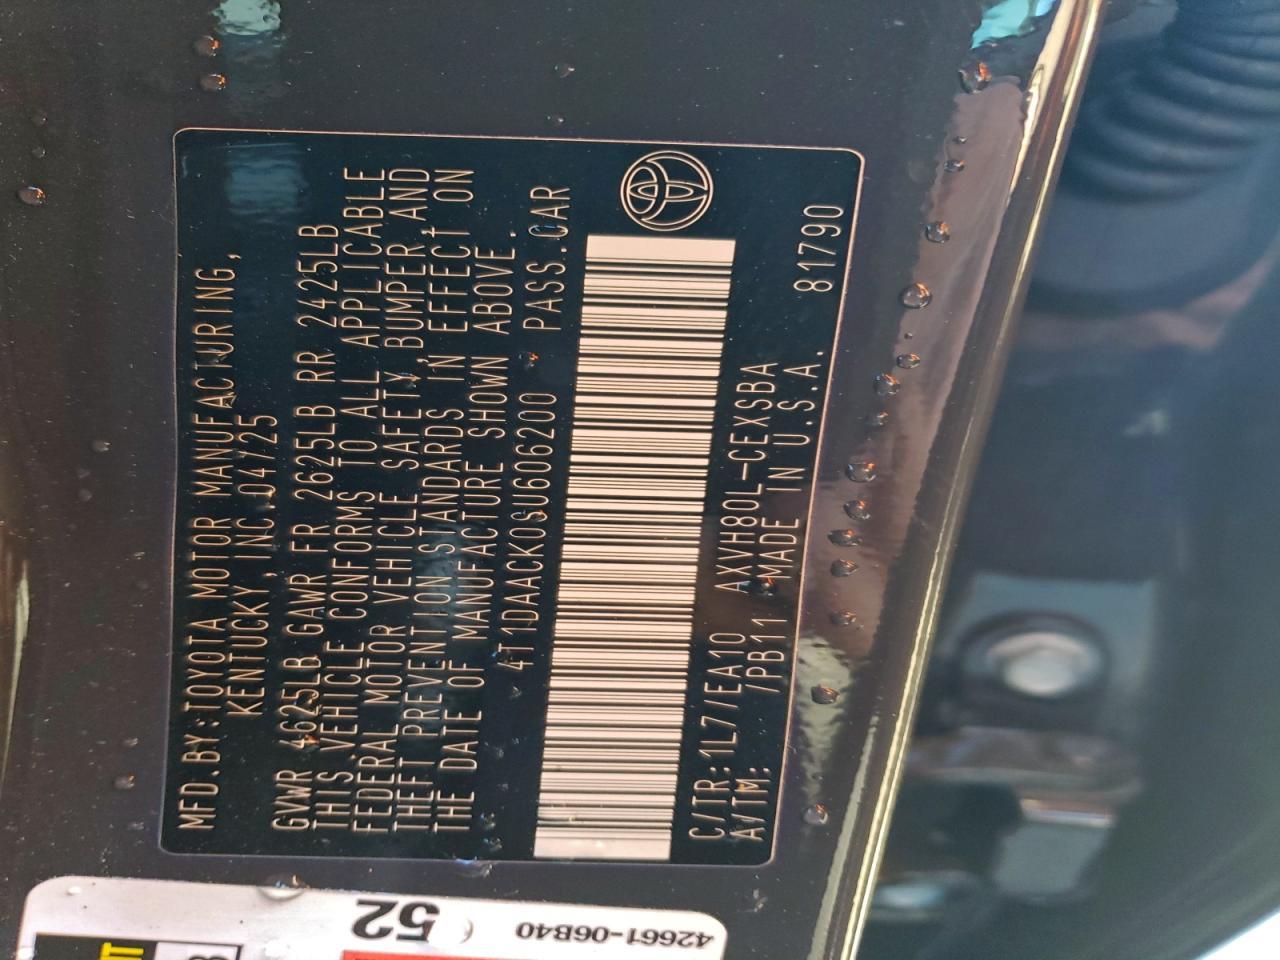 MFD.BY:TOYOTA MOTOR MANUFACTURING,
KENTUCKY,INC.04/25
GVWR 4625LB GAWR FR 2625LB RR 2425LB
THIS VEHICLE CONFORMS TO ALL APPLICABLE
FEDERAL MOTOR VEHICLE SAFETY,BUMPER,AND
THEFT PREVENTION STANDARDS IN EFFECT ON
THE DATE OF MANUFACTURE SHOWN ABOVE.
4T1DAACK0SU606200 PASS.CAR
C/TR:1L7/EA10 AXVH80L-CEXSBA
A/TM: /PB11 MADE IN U.S.A. 81790
42661-06B40
52